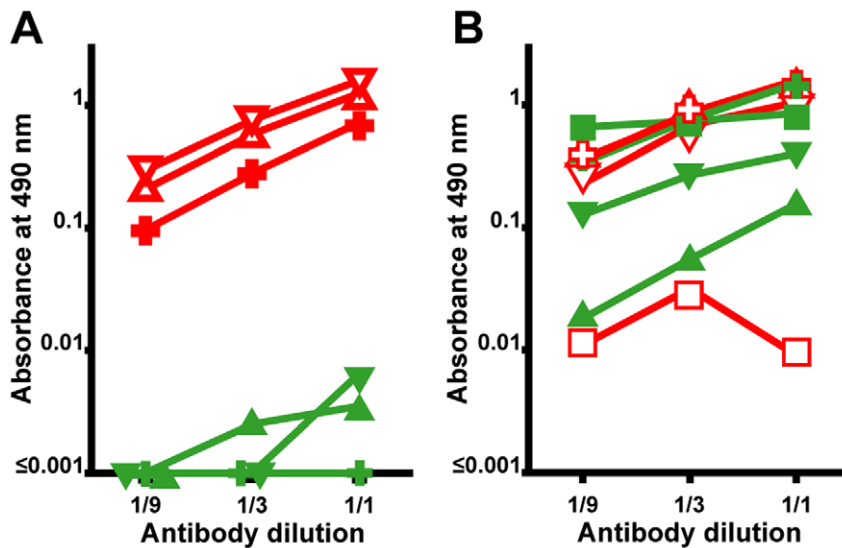 A
B
Absorbance at 490 nm
1
0.1
0.01
≤0.001
1/9
1/3
1/1
Antibody dilution
Absorbance at 490 nm
1
0.1
0.01
≤0.001
1/9
1/3
1/1
Antibody dilution